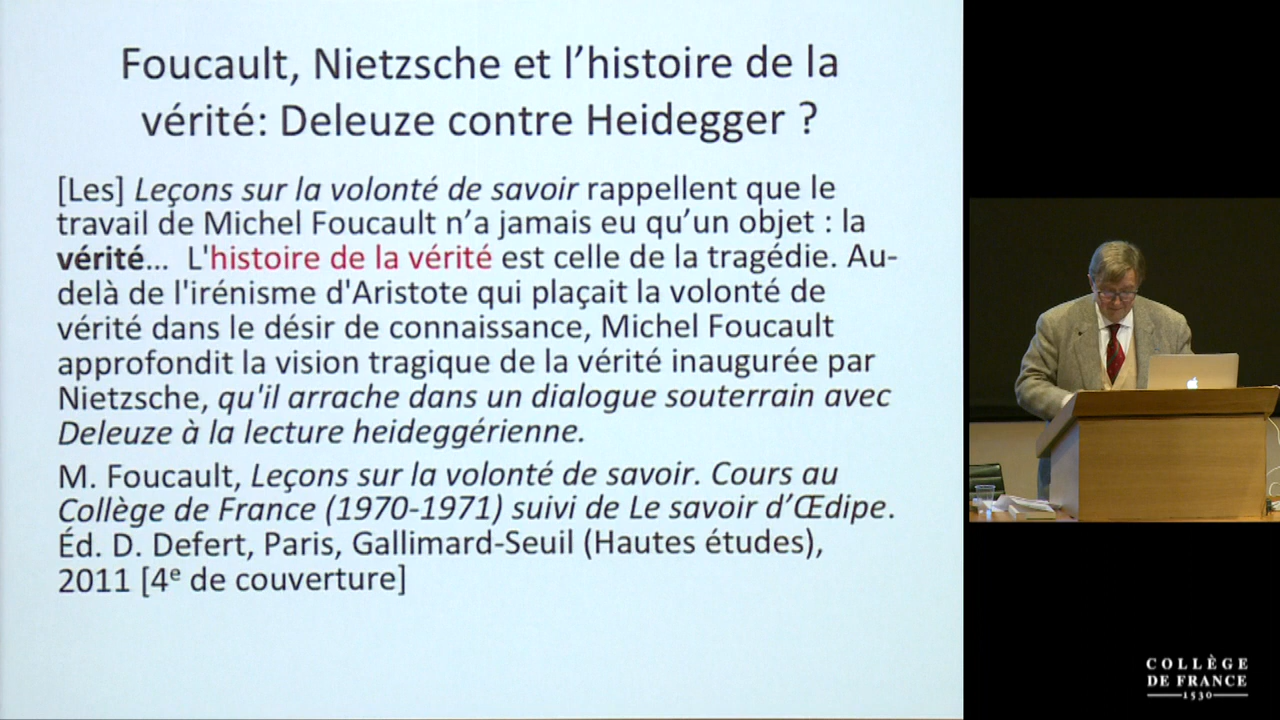 Foucault, Nietzsche et l’histoire de la
vérité: Deleuze contre Heidegger ?
[Les] Leçons sur la volonté de savoir rappellent que le
travail de Michel Foucault n’a jamais eu qu’un objet : la
vérité... L'histoire de la vérité est celle de la tragédie. Au-
delà de l'irénisme d'Aristote qui plaçait la volonté de
vérité dans le désir de connaissance, Michel Foucault
approfondit la vision tragique de la vérité inaugurée par
Nietzsche, qu'il arrache dans un dialogue souterrain avec
Deleuze à la lecture heideggérienne.
M. Foucault, Leçons sur la volonté de savoir. Cours au
Collège de France (1970-1971) suivi de Le savoir d’Œdipe.
Éd. D. Defert, Paris, Gallimard-Seuil (Hautes études),
2011 [4e de couverture]
COLLÈGE
DE FRANCE
1530